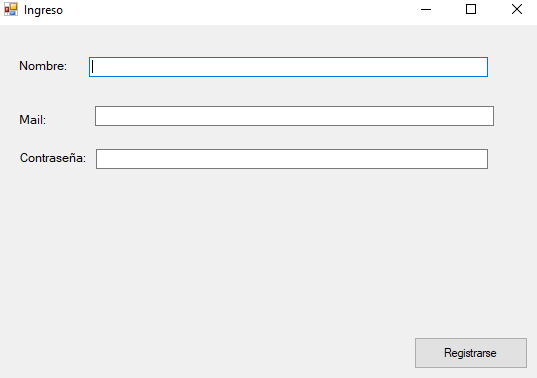 Ingreso
Nombre:
Mail:
Contraseña:
Registrarse